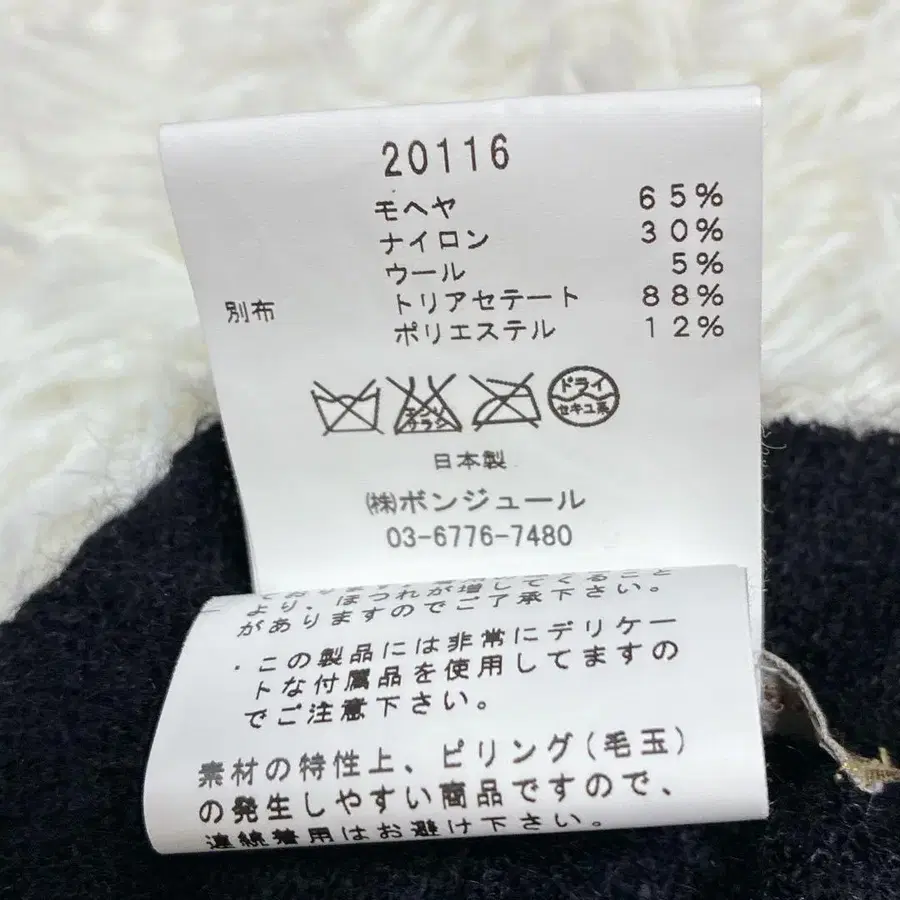 20116
モヘヤ 65%
ナイロン 30%
ウール 5%
別布 トリアセテート 88%
ポリエステル 12%
エンソ
サラシ
ドライ
セキユ系
日本製
㈱ボンジュール
03-6776-7480
より、ほつれが増してくること
がありますのでご了承下さい。
・この製品には非常にデリケー
トな付属品を使用してますの
でご注意下さい。
素材の特性上、ピリング(毛玉)
の発生しやすい商品ですので、
連続着用はお避け下さい。